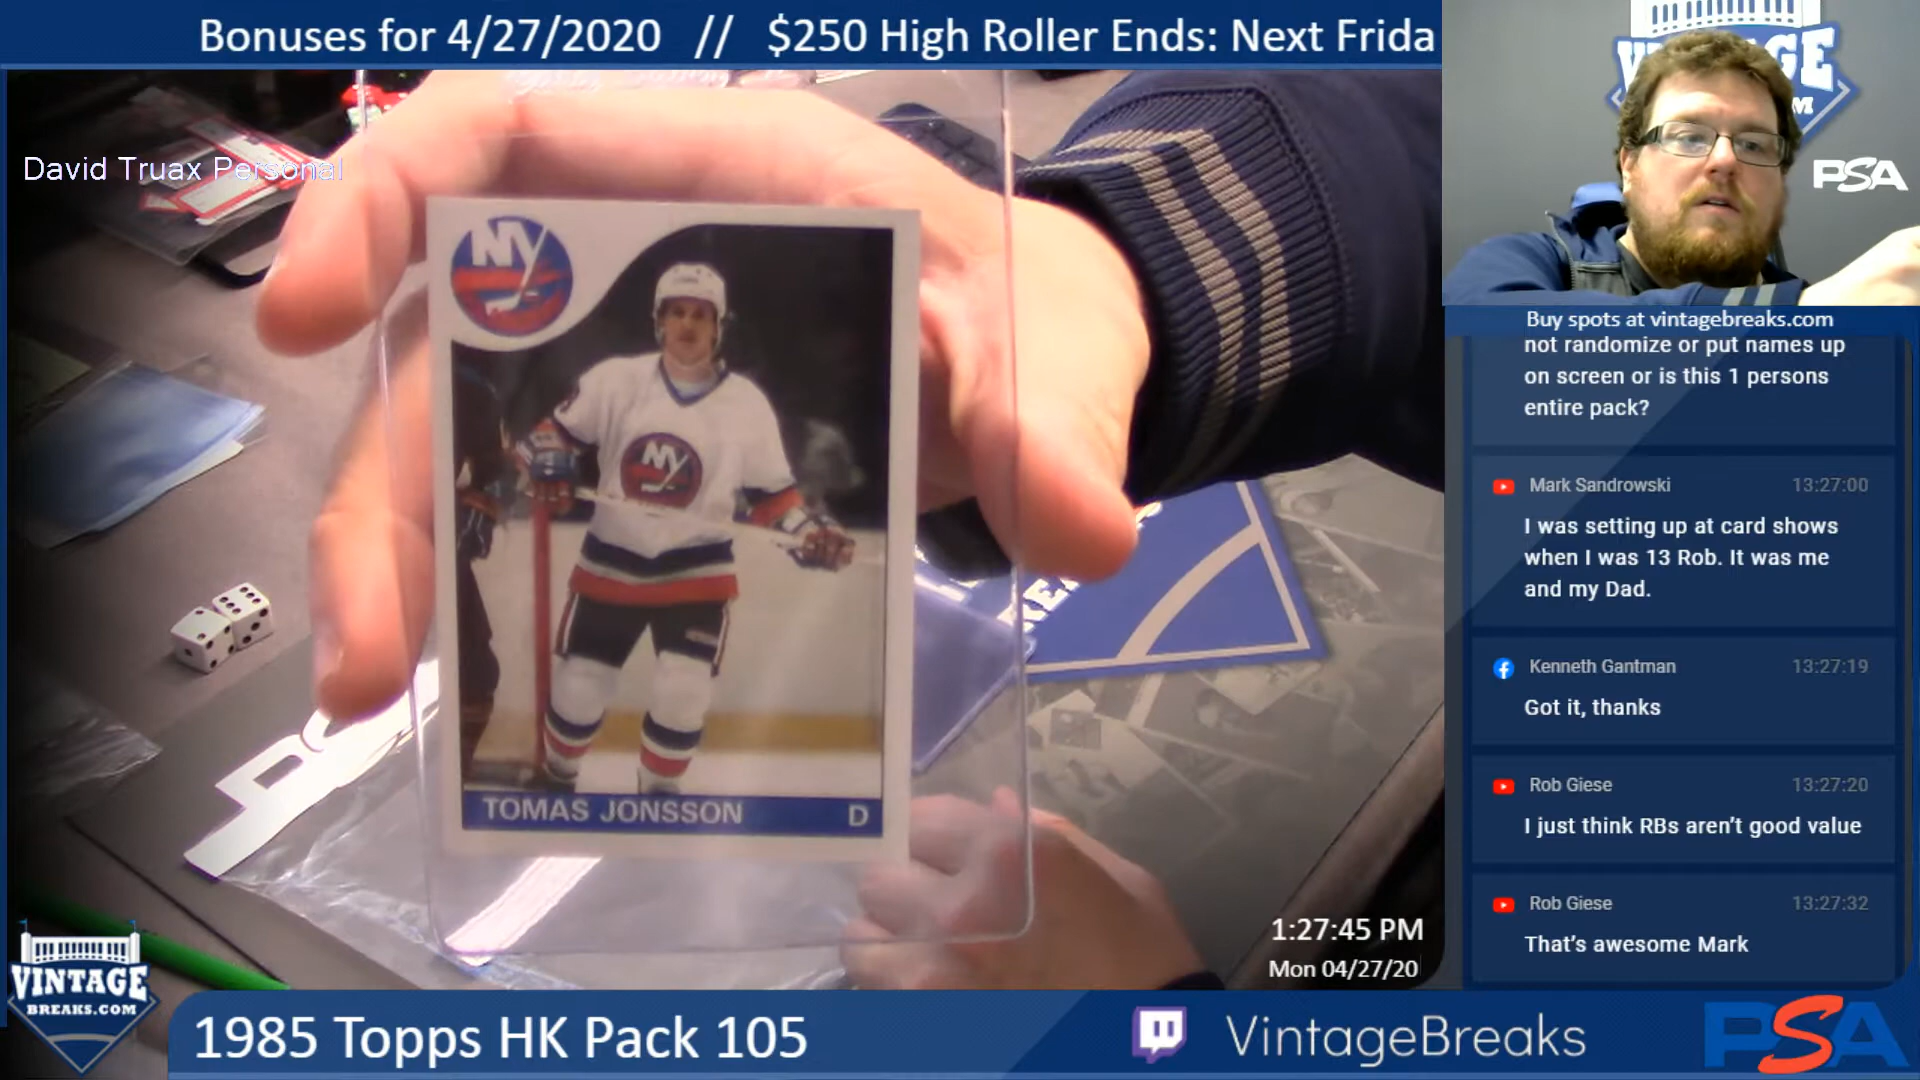 Bonuses for 4/27/2020 // $250 High Roller Ends: Next Frida
David Truax Personal
NY
NY
TOMAS JONSSON D
1:27:45 PM
Mon 04/27/20
VINTAGE
BREAKS.COM
1985 Topps HK Pack 105
VintageBreaks
PSA
PSA
Buy spots at vintagebreaks.com
not randomize or put names up
on screen or is this 1 persons
entire pack?
Mark Sandrowski 13:27:00
I was setting up at card shows
when I was 13 Rob. It was me
and my Dad.
Kenneth Gantman 13:27:19
Got it, thanks
Rob Giese 13:27:20
I just think RBs aren't good value
Rob Giese 13:27:32
That's awesome Mark